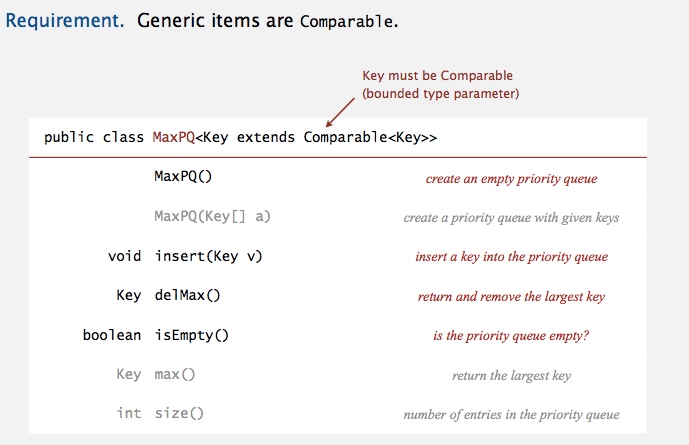 Requirement. Generic items are Comparable.
Key must be Comparable
(bounded type parameter)
public class MaxPQ<Key extends Comparable<Key>>
MaxPQ() create an empty priority queue
MaxPQ(Key[] a) create a priority queue with given keys
void insert(Key v) insert a key into the priority queue
Key delMax() return and remove the largest key
boolean isEmpty() is the priority queue empty?
Key max() return the largest key
int size() number of entries in the priority queue